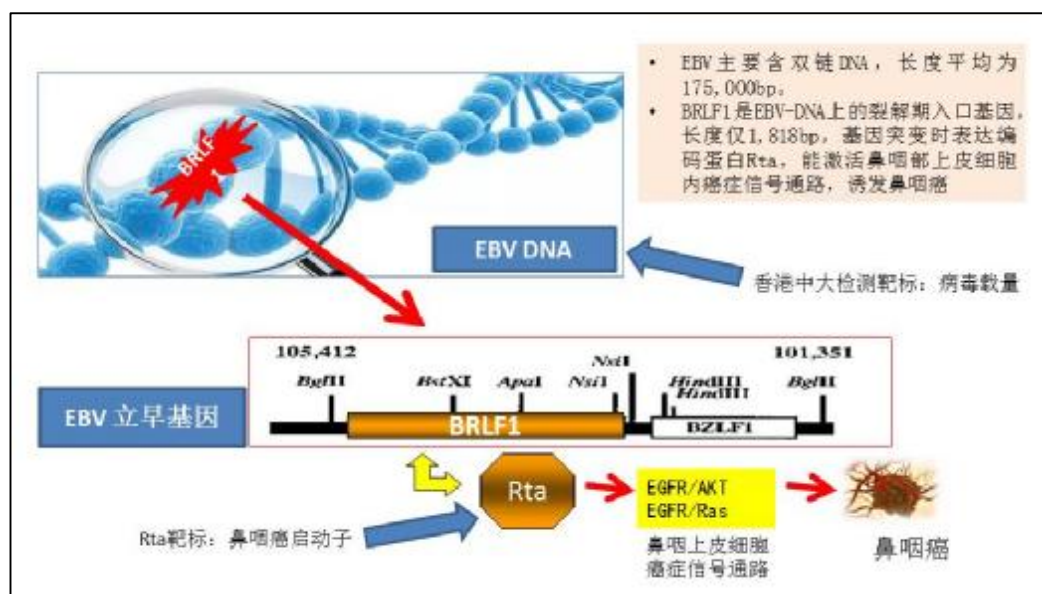 • EBV主要含双链DNA，长度平均为
175,000bp。
• BRLF1是EBV-DNA上的裂解期入口基因，
长度仅1,818bp，基因突变时表达编
码蛋白Rta，能激活鼻咽部上皮细胞
内癌症信号通路，诱发鼻咽癌
BRLF
1
EBV DNA
香港中大检测靶标：病毒载量
105,412
101,351
BglII
BstXI
ApaI
NsiI
NstI
HindIII
HindIII
BglII
EBV 立早基因
BRLF1
BZLF1
Rta
EGFR/AKT
EGFR/Ras
Rta靶标：鼻咽癌启动子
鼻咽上皮细胞
癌症信号通路
鼻咽癌